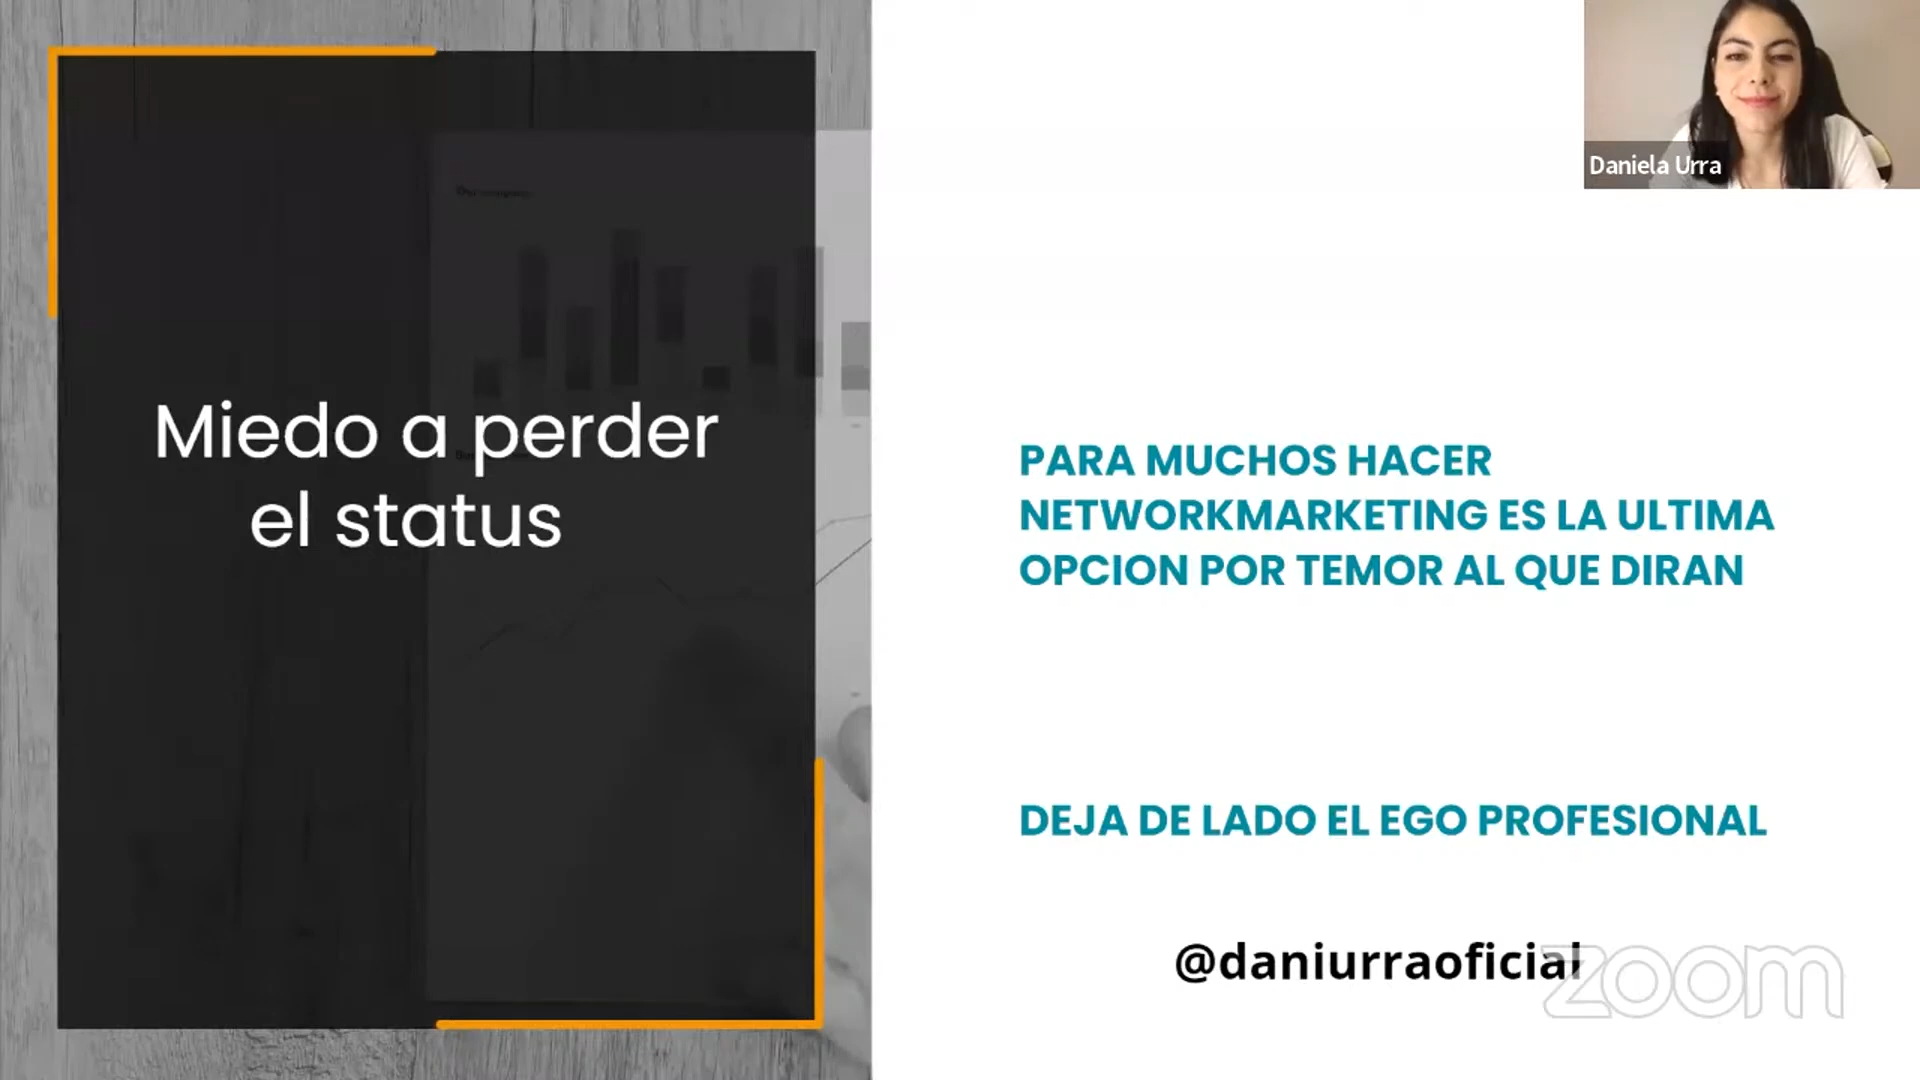 Miedo a perder
el status
Daniela Urra
PARA MUCHOS HACER
NETWORKMARKETING ES LA ULTIMA
OPCION POR TEMOR AL QUE DIRAN
DEJA DE LADO EL EGO PROFESIONAL
@daniurraoficial
zoom